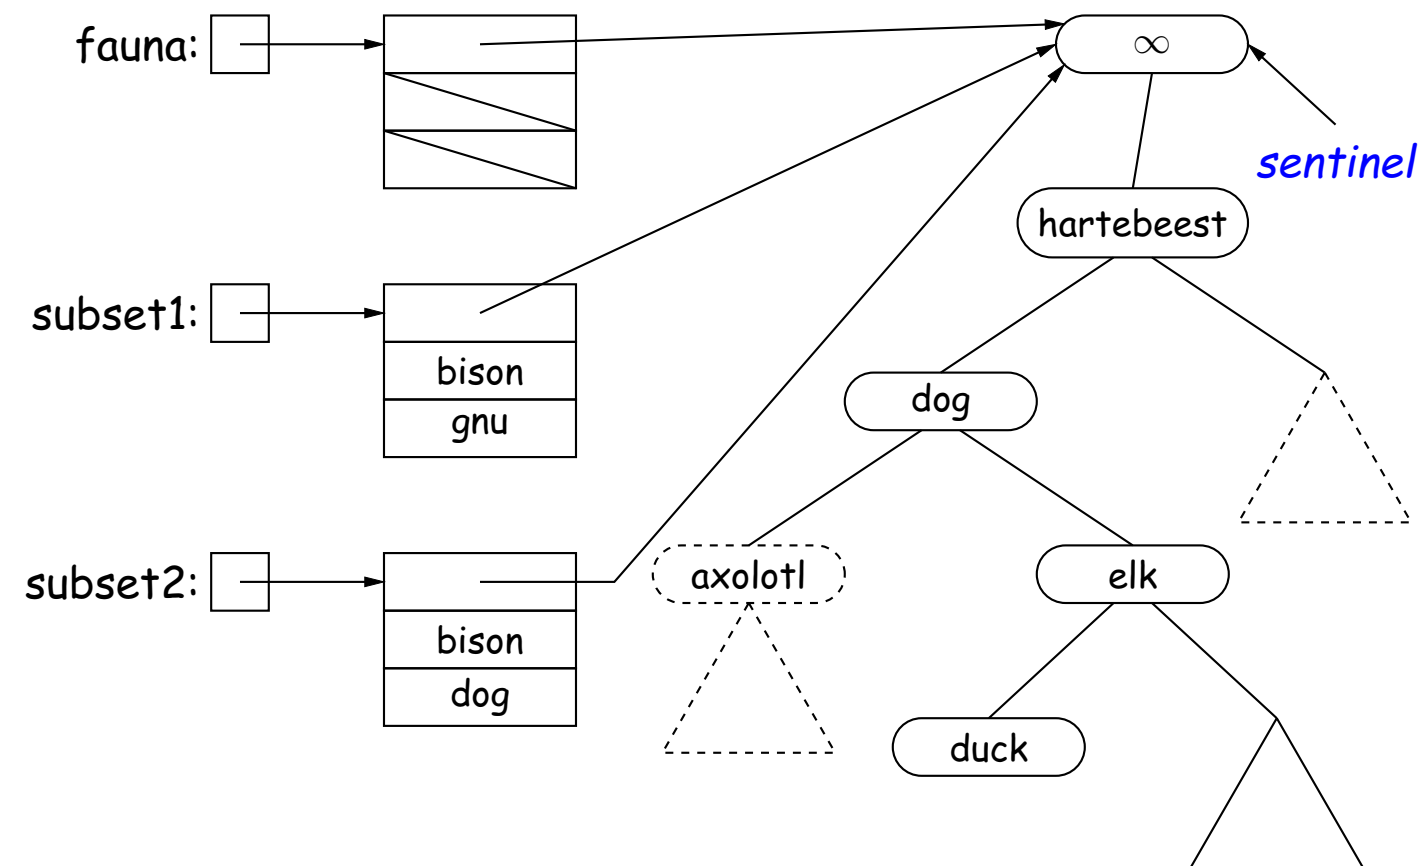 fauna:
∞
sentinel
hartebeest
subset1:
bison
gnu
dog
subset2:
axolotl
elk
bison
dog
duck